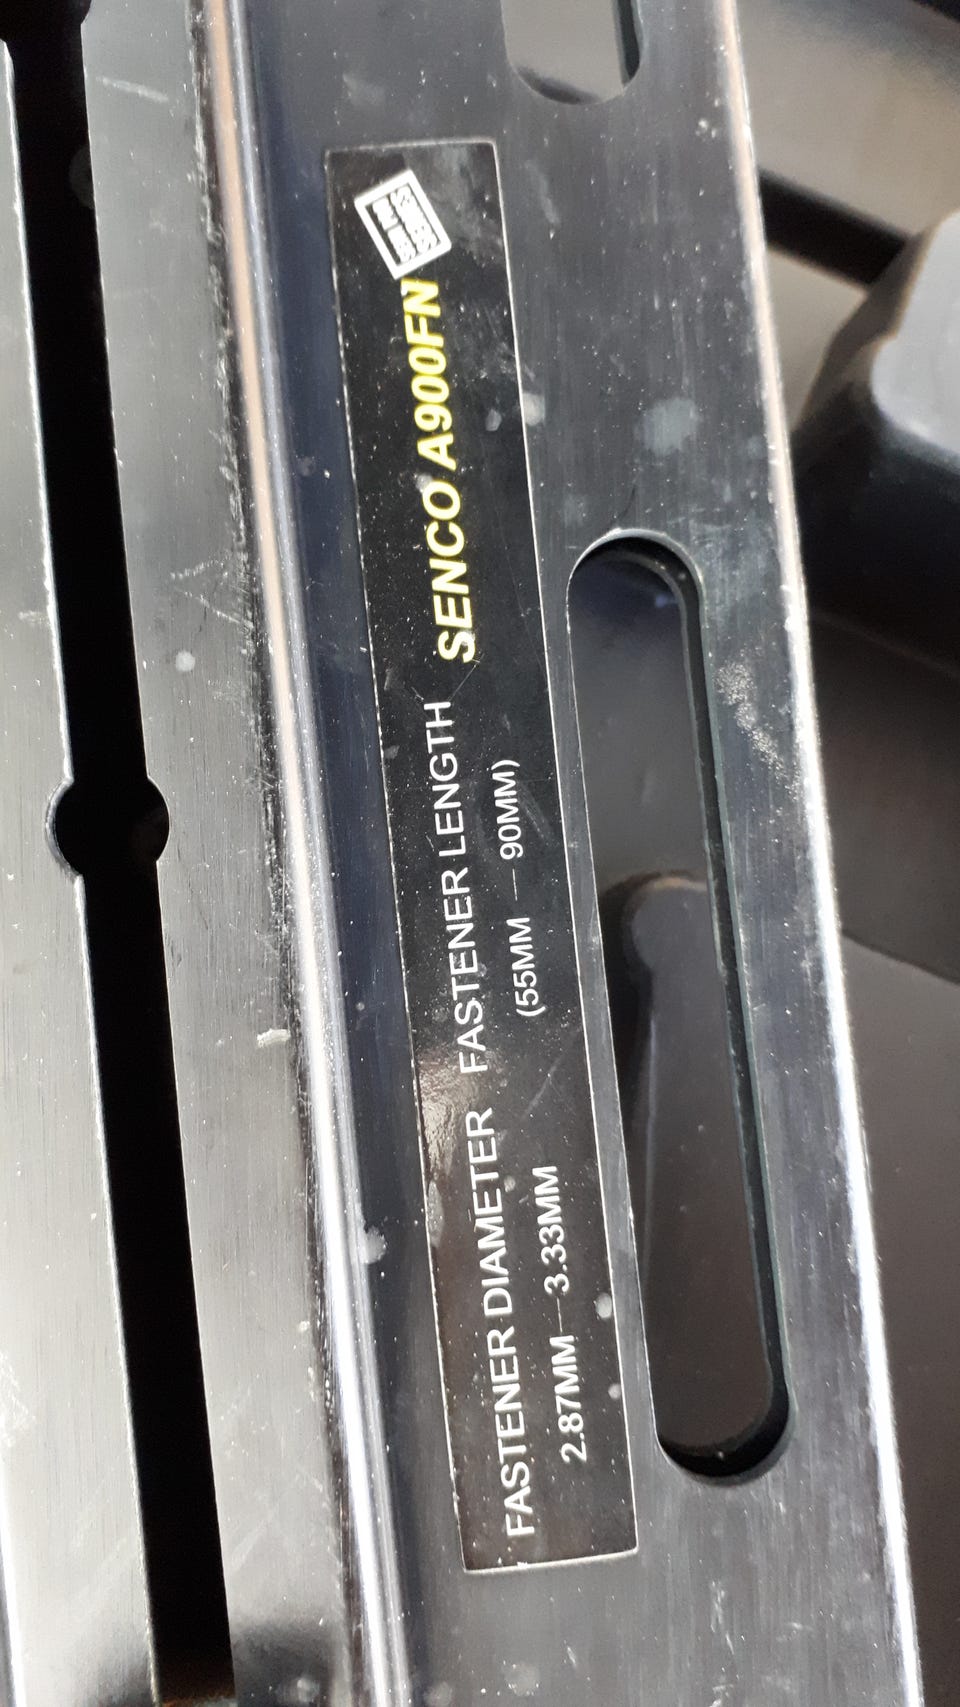 FASTENER DIAMETER FASTENER LENGTH SENCO A900FN
2.87MM—3.33MM (55MM — 90MM)